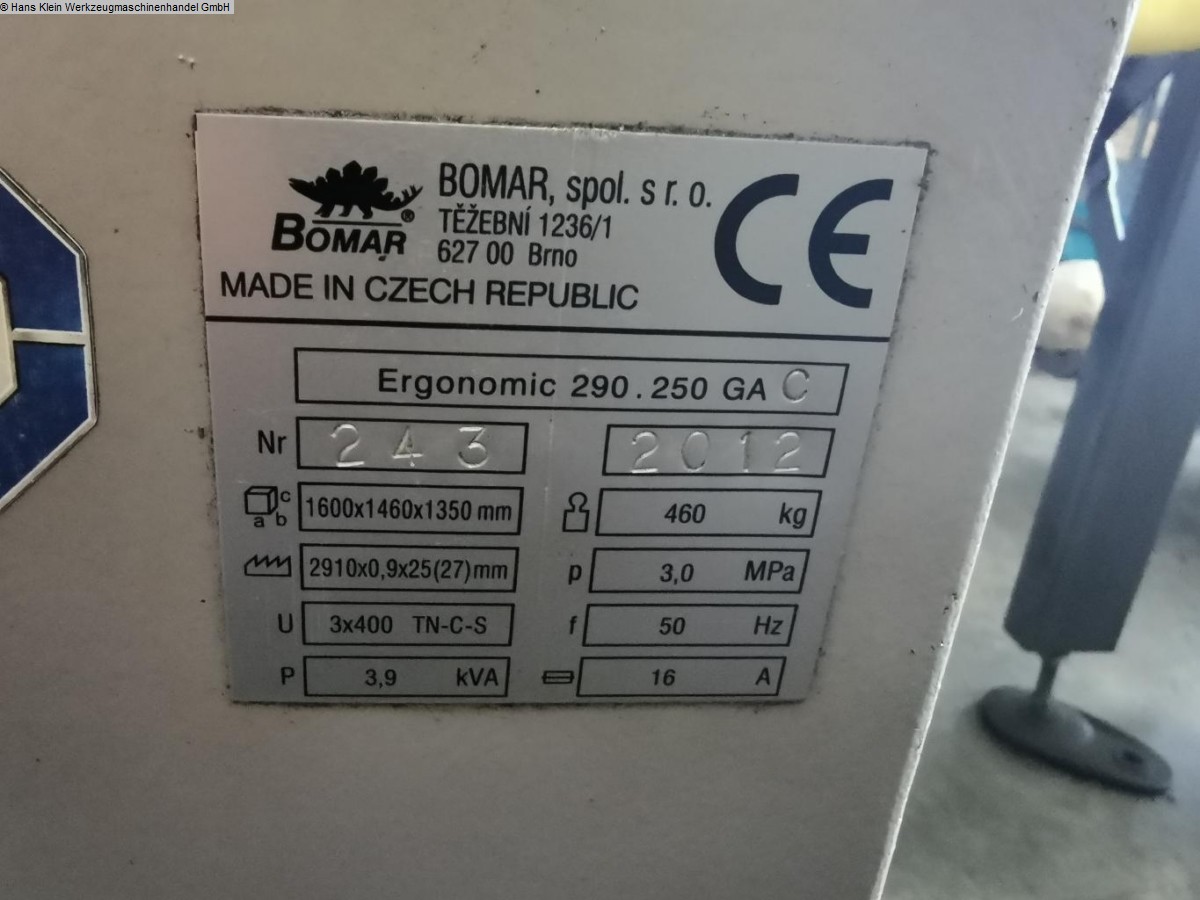 © Hans Klein Werkzeugmaschinenhandel GmbH
BOMAR®
BOMAR, spol. s r. o.
TĚŽEBNÍ 1236/1
627 00 Brno
CE
MADE IN CZECH REPUBLIC
Ergonomic 290.250 GA C
Nr 243 2012
a b c 1600x1460x1350 mm 460 kg
2910x0,9x25(27)mm p 3,0 MPa
U 3x400 TN-C-S f 50 Hz
P 3,9 kVA 16 A